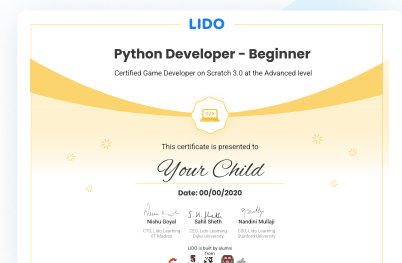 LIDO
Python Developer - Beginner
Certified Game Developer on Scratch 3.0 at the Advanced level
</>
This certificate is presented to
Your Child
Date: 00/00/2020
Nishu Goyal Sahil Sheth Nandini Mullaji
CTO, Lido Learning CEO, Lido Learning COO, Lido Learning
IIT Madras Duke University Stanford University
LIDO is built by alumni
from